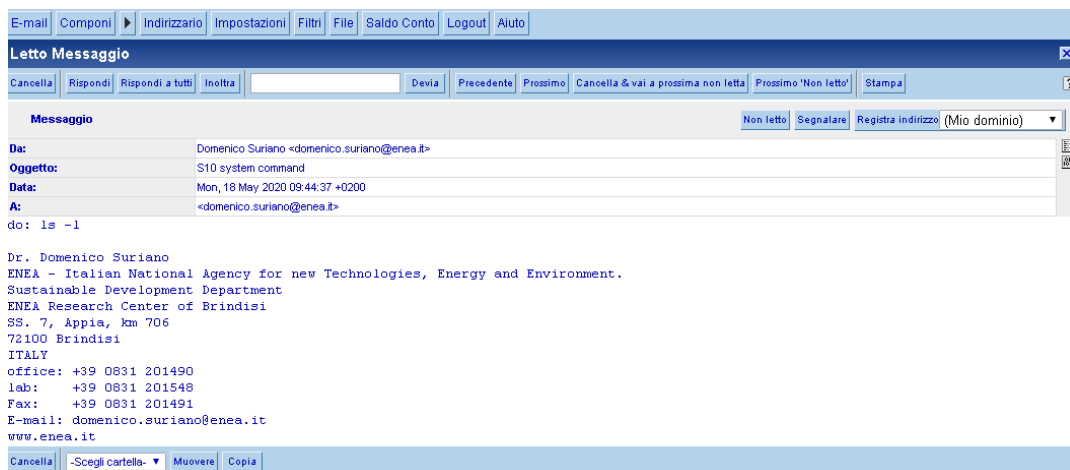 E-mail Componi Indirizzario Impostazioni Filtri File Saldo Conto Logout Aiuto
Letto Messaggio
Cancella Rispondi Rispondi a tutti Inoltra Devia Precedente Prossimo Cancella & vai a prossima non letta Prossimo 'Non letto' Stampa
Messaggio Non letto Segnalare Registra indirizzo (Mio dominio)
Da: Domenico Suriano <domenico.suriano@enea.it>
Oggetto: S10 system command
Data: Mon, 18 May 2020 09:44:37 +0200
A: <domenico.suriano@enea.it>
do: ls -l
Dr. Domenico Suriano
ENEA - Italian National Agency for new Technologies, Energy and Environment.
Sustainable Development Department
ENEA Research Center of Brindisi
SS. 7, Appia, km 706
72100 Brindisi
ITALY
office: +39 0831 201490
lab: +39 0831 201548
Fax: +39 0831 201491
E-mail: domenico.suriano@enea.it
www.enea.it
Cancella -Scegli cartella- Muovere Copia